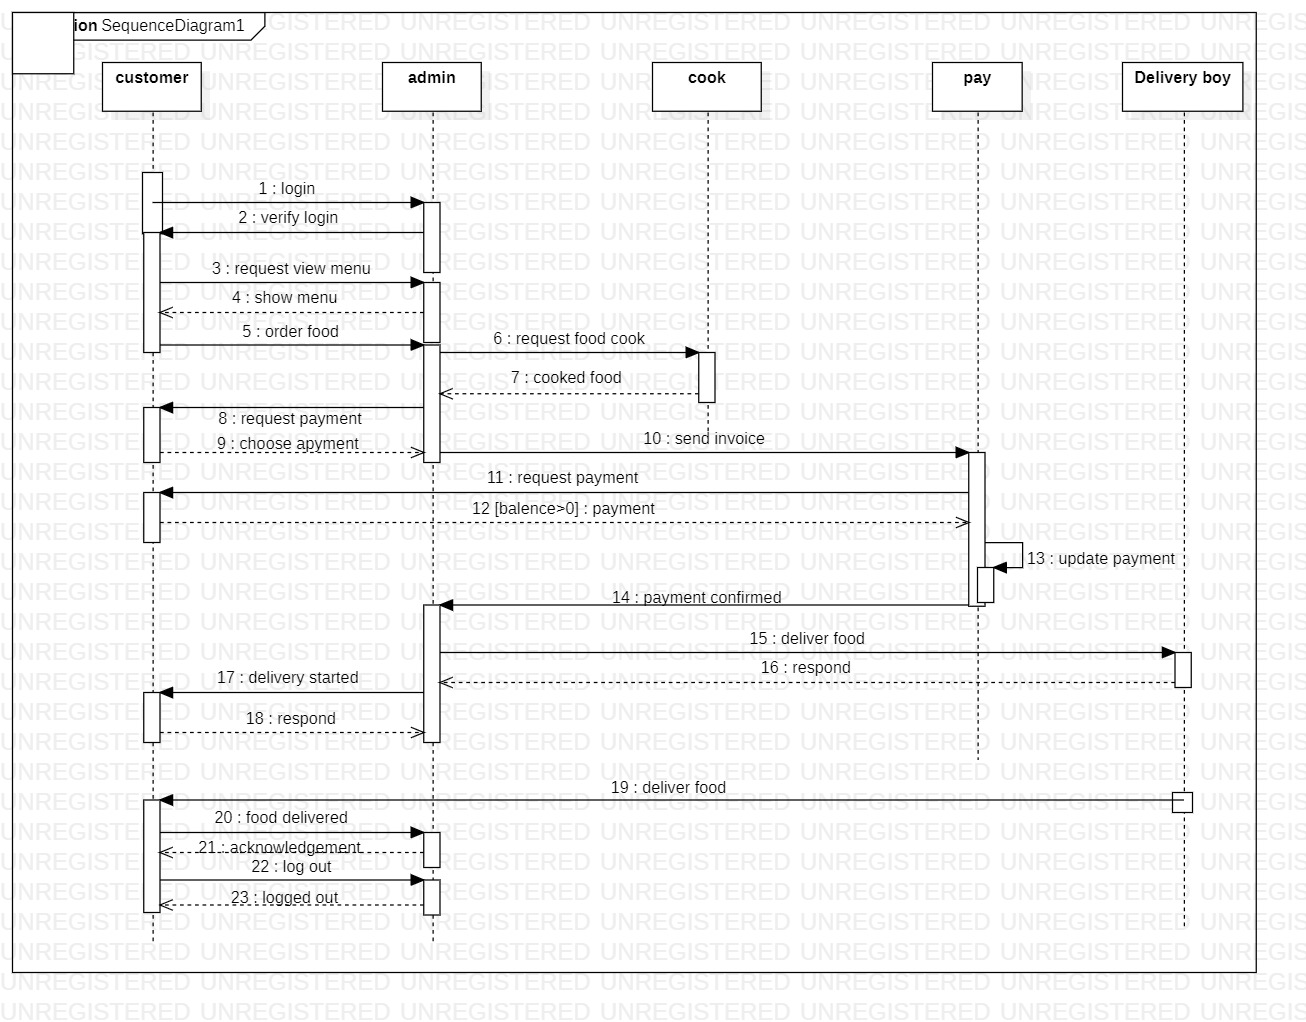 ion SequenceDiagram1
customer
admin
cook
pay
Delivery boy
1 : login
2 : verify login
3 : request view menu
4 : show menu
5 : order food
6 : request food cook
7 : cooked food
8 : request payment
9 : choose apyment
10 : send invoice
11 : request payment
12 [balence>0] : payment
13 : update payment
14 : payment confirmed
15 : deliver food
16 : respond
17 : delivery started
18 : respond
19 : deliver food
20 : food delivered
21 : acknowledgement
22 : log out
23 : logged out
UNREGISTERED